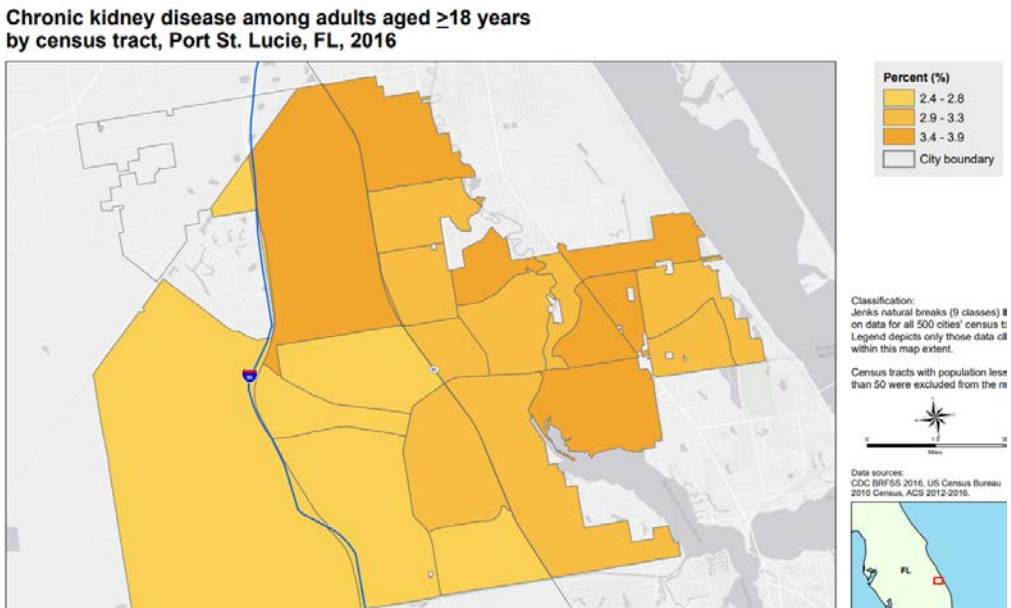 Chronic kidney disease among adults aged >18 years
by census tract, Port St. Lucie, FL, 2016
Percent (%)
2.4 - 2.8
2.9 - 3.3
3.4 - 3.9
City boundary
Classification:
Jenks natural breaks (9 classes)
on data for all 500 cities' census
Legend depicts only those data
within this map extent.
Census tracts with population
than 50 were excluded from the
0
Miles
Data sources:
CDC BRFSS 2016, US Census Bureau
2010 Census, ACS 2012-2016.
FL